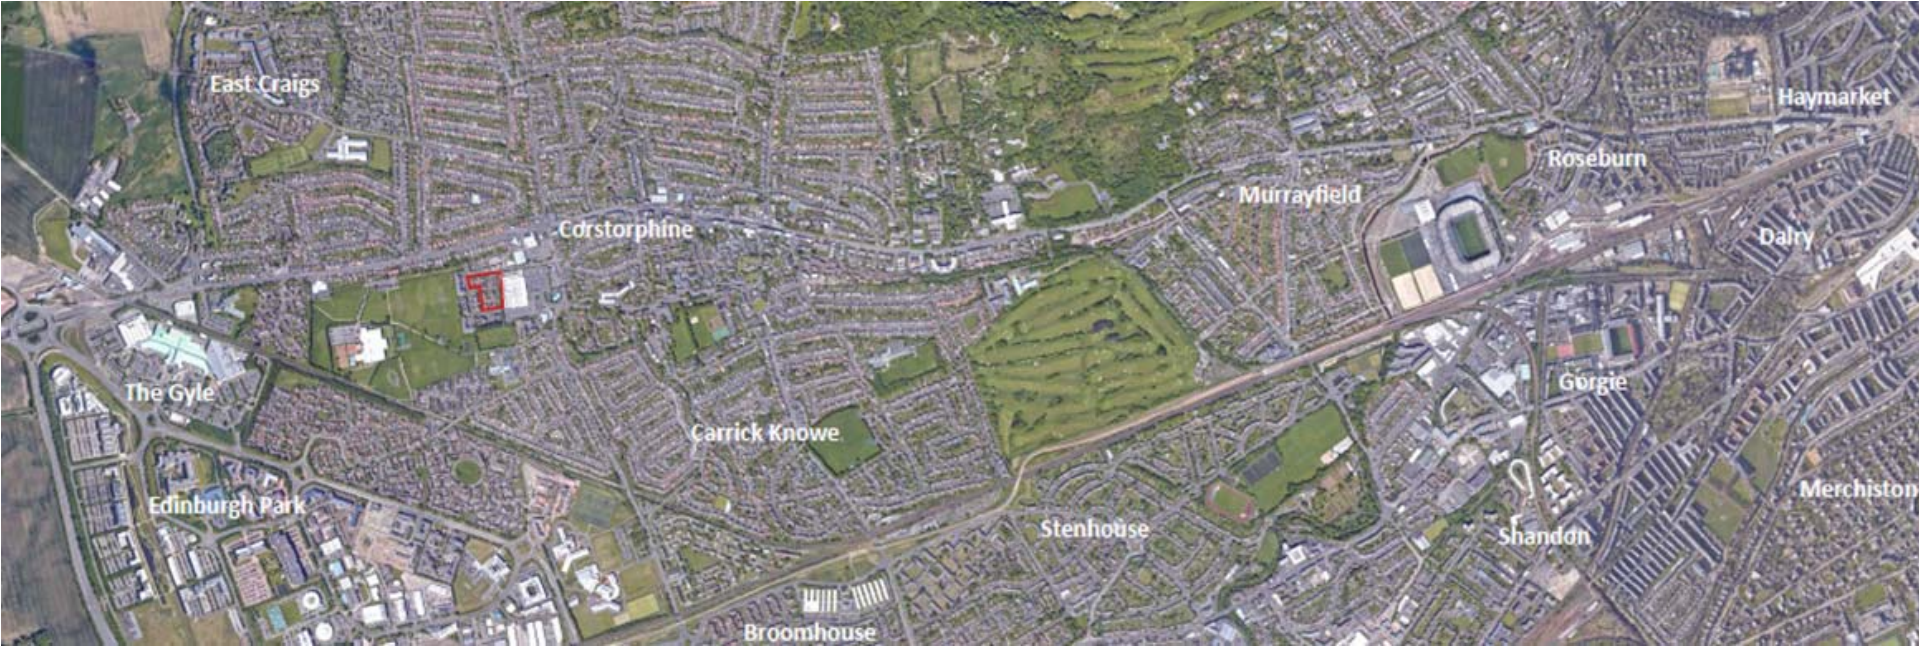 East Craigs
Haymarket
Roseburn
Murrayfield
Corstorphine
Dalry
The Gyle
Gorgie
Carrick Knowe
Merchiston
Edinburgh Park
Stenhouse
Shandon
Broomhouse